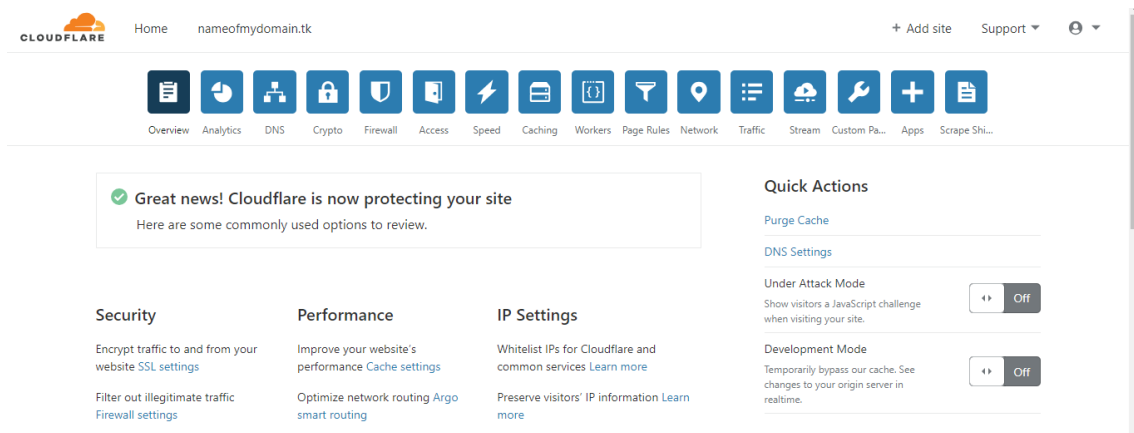 CLOUDFLARE
Home nameofmydomain.tk + Add site Support
Overview Analytics DNS Crypto Firewall Access Speed Caching Workers Page Rules Network Traffic Stream Custom Pa... Apps Scrape Shi...
Great news! Cloudflare is now protecting your site
Here are some commonly used options to review.
Security
Encrypt traffic to and from your
website SSL settings
Filter out illegitimate traffic
Firewall settings
Performance
Improve your website's
performance Cache settings
Optimize network routing Argo
smart routing
IP Settings
Whitelist IPs for Cloudflare and
common services Learn more
Preserve visitors' IP information Learn
more
Quick Actions
Purge Cache
DNS Settings
Under Attack Mode
Show visitors a JavaScript challenge
when visiting your site.
Off
Development Mode
Temporarily bypass our cache. See
changes to your origin server in
realtime.
Off